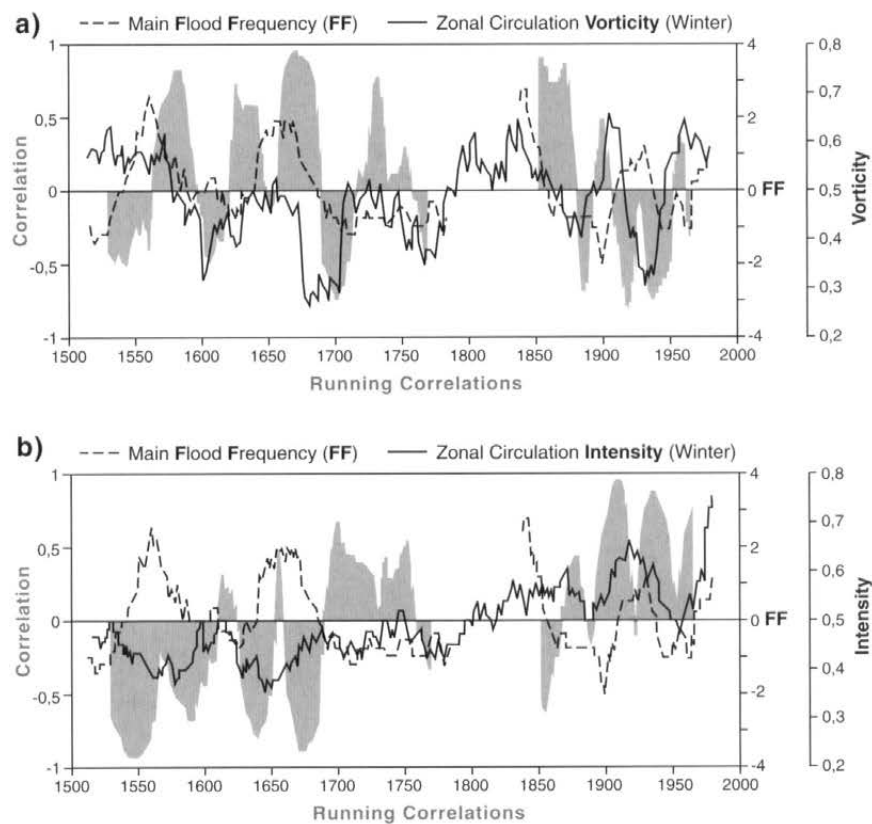 a)
--- Main Flood Frequency (FF) — Zonal Circulation Vorticity (Winter)
1 4 0,8
0,7
0,5 2
0,6
0 0 FF 0,5
0,4
-0,5 -2
0,3
-1 -4 0,2
Correlation
Vorticity
1500 1550 1600 1650 1700 1750 1800 1850 1900 1950 2000
Running Correlations
b)
--- Main Flood Frequency (FF) — Zonal Circulation Intensity (Winter)
1 4 0,8
0,7
0,5 2
0,6
0 0 FF 0,5
0,4
-0,5 -2
0,3
-1 -4 0,2
Correlation
Intensity
1500 1550 1600 1650 1700 1750 1800 1850 1900 1950 2000
Running Correlations